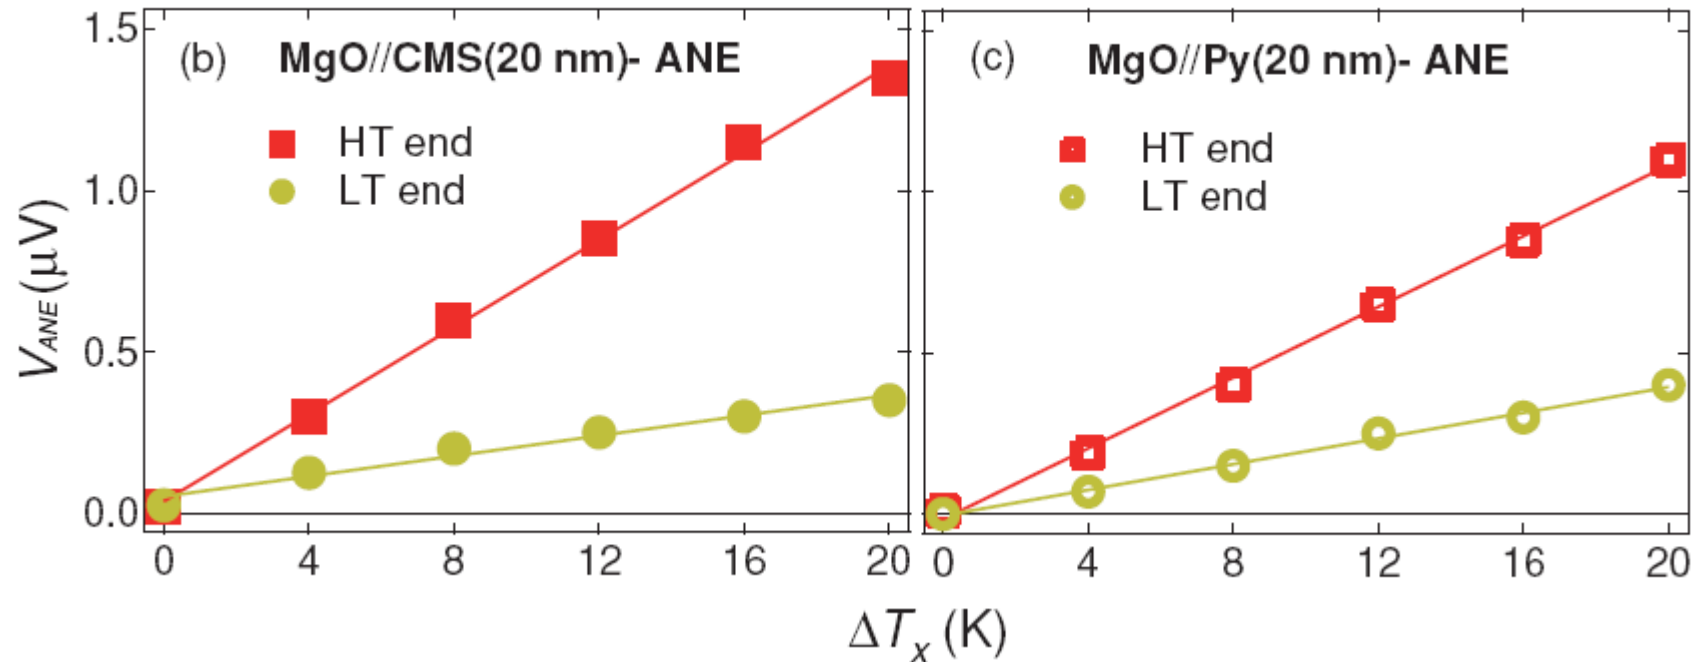 (b) MgO//CMS(20 nm)- ANE
HT end
LT end
(c) MgO//Py(20 nm)- ANE
HT end
LT end
V_ANE (μV)
1.5
1.0
0.5
0.0
0 4 8 12 16 20
0 4 8 12 16 20
ΔT_x (K)